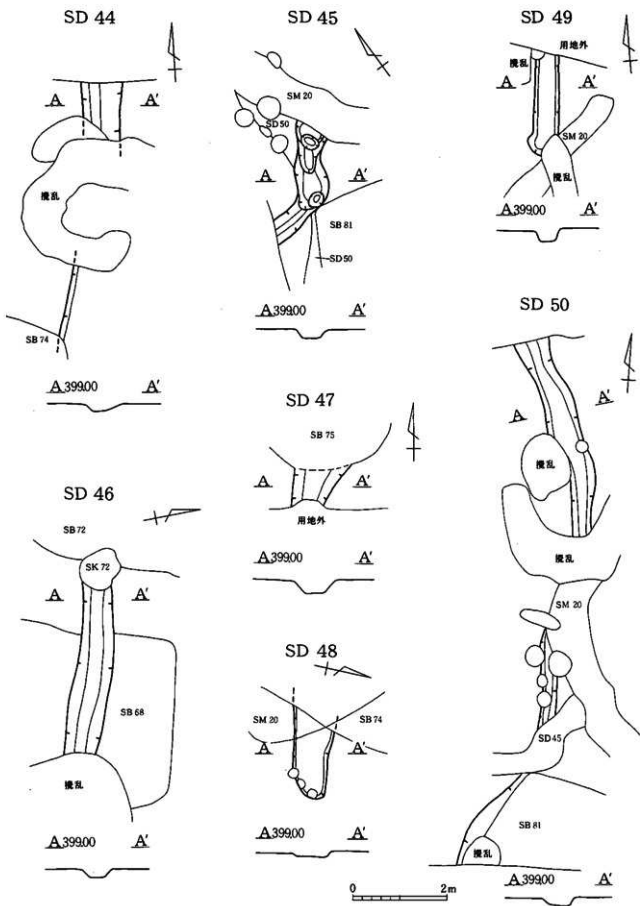 SD 44
A A'
攪乱
SB 74
A 399.00 A'
SD 45
SM 20
SD 50
A A'
SB 81
SD 50
A 399.00 A'
SD 49
用地外
攪乱
A A'
SM 20
攪乱
A 399.00 A'
SD 46
SB 72
SK 72
A A'
SB 68
攪乱
A 399.00 A'
SD 47
SB 75
A A'
用地外
A 399.00 A'
SD 48
SM 20 SB 74
A A'
A 399.00 A'
0 2m
SD 50
A A'
攪乱
攪乱
SM 20
SD 45
SB 81
攪乱
A 399.00 A'